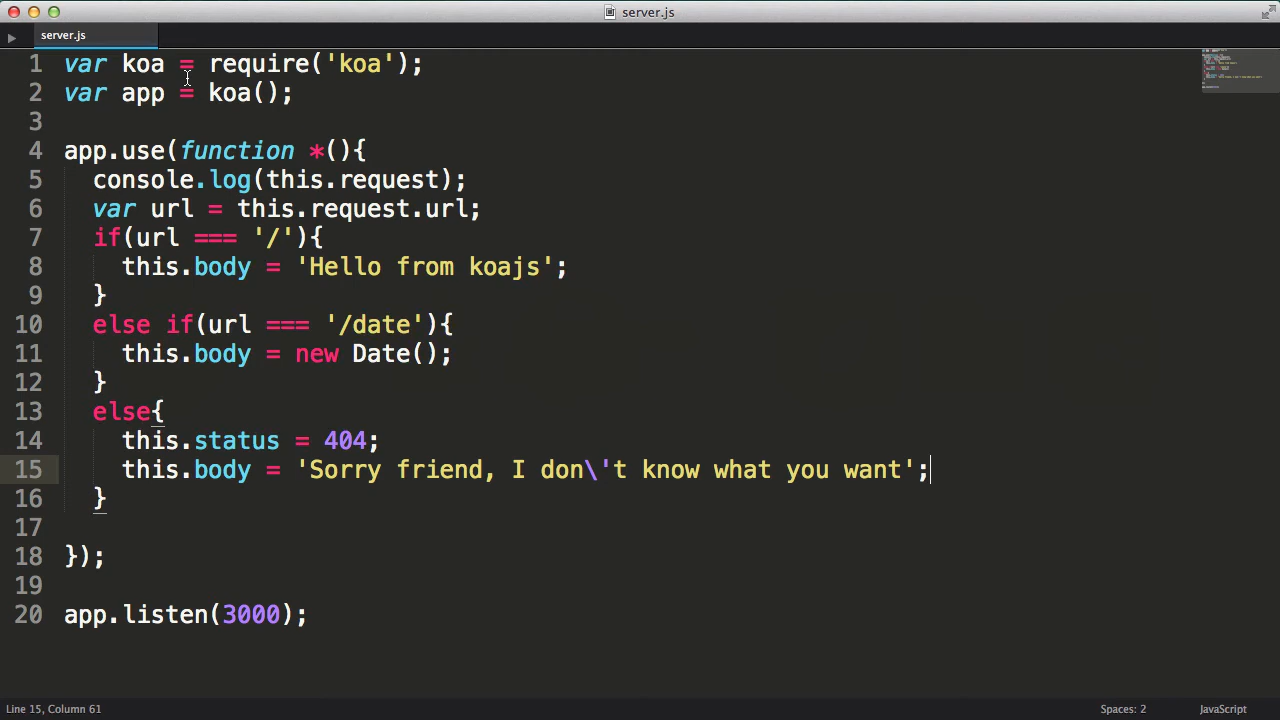 server.js
server.js
1 var koa = require('koa');
2 var app = koa();
3
4 app.use(function *(){
5   console.log(this.request);
6   var url = this.request.url;
7   if(url === '/'){
8     this.body = 'Hello from koajs';
9   }
10   else if(url === '/date'){
11     this.body = new Date();
12   }
13   else{
14     this.status = 404;
15     this.body = 'Sorry friend, I don\'t know what you want';
16   }
17
18 });
19
20 app.listen(3000);
Line 15, Column 61 Spaces: 2 JavaScript